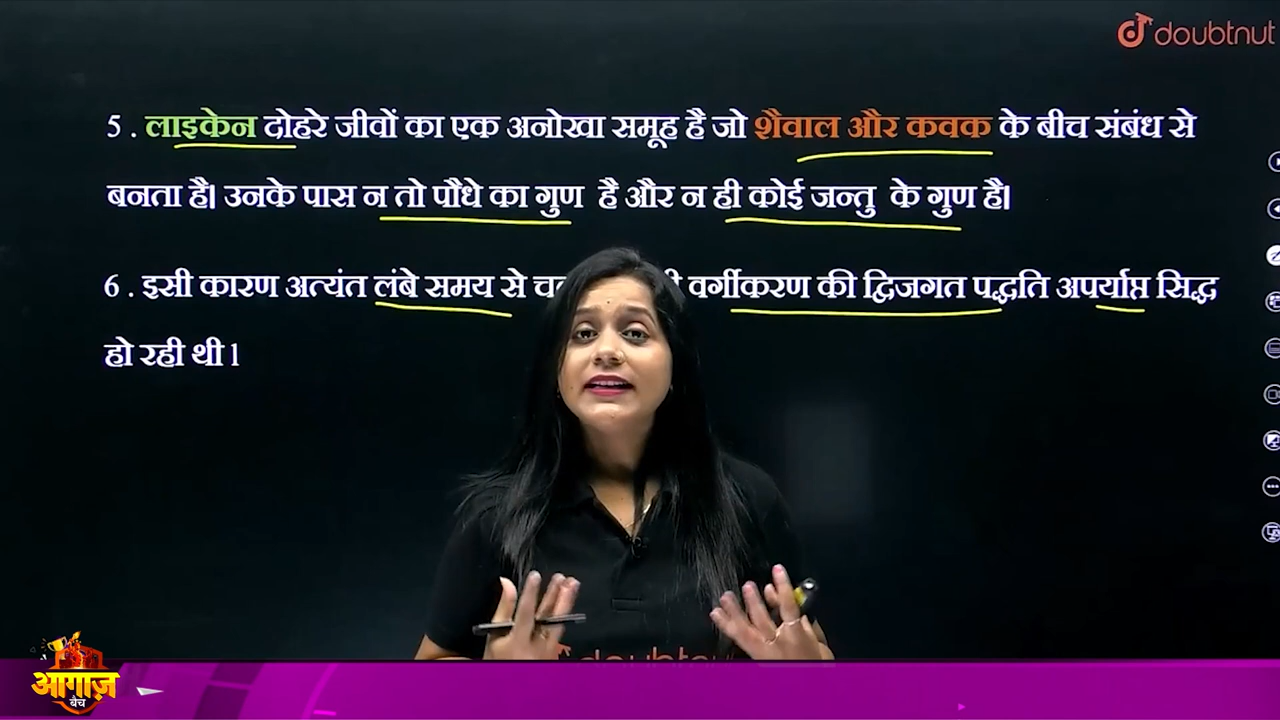 doubtnut
5 . लाइकेन दोहरे जीवों का एक अनोखा समूह है जो शैवाल और कवक के बीच संबंध से
बनता है। उनके पास न तो पौधे का गुण है और न ही कोई जन्तु के गुण है।
6 . इसी कारण अत्यंत लंबे समय से वर्गीकरण की द्विजगत पद्धति अपर्याप्त सिद्ध
हो रही थी l
doubtnut
आगाज़
बैच